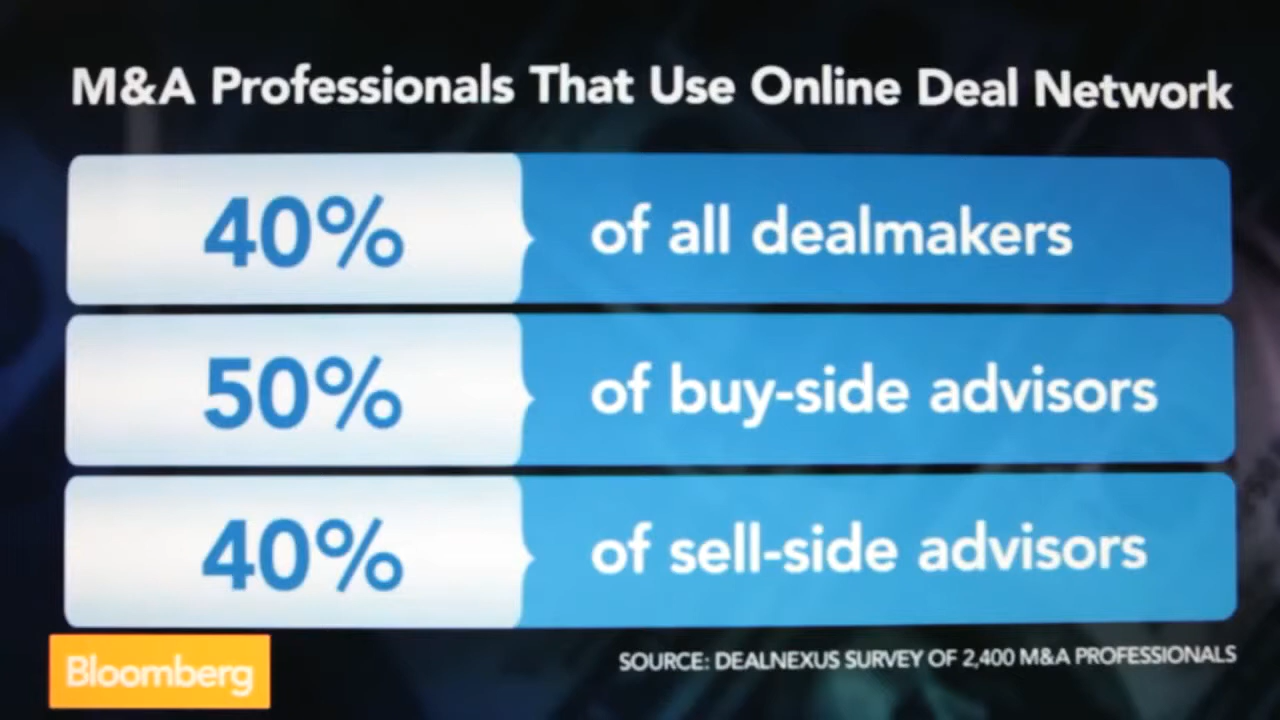 M&A Professionals That Use Online Deal Network
40% of all dealmakers
50% of buy-side advisors
40% of sell-side advisors
SOURCE: DEALNEXUS SURVEY OF 2,400 M&A PROFESSIONALS
Bloomberg